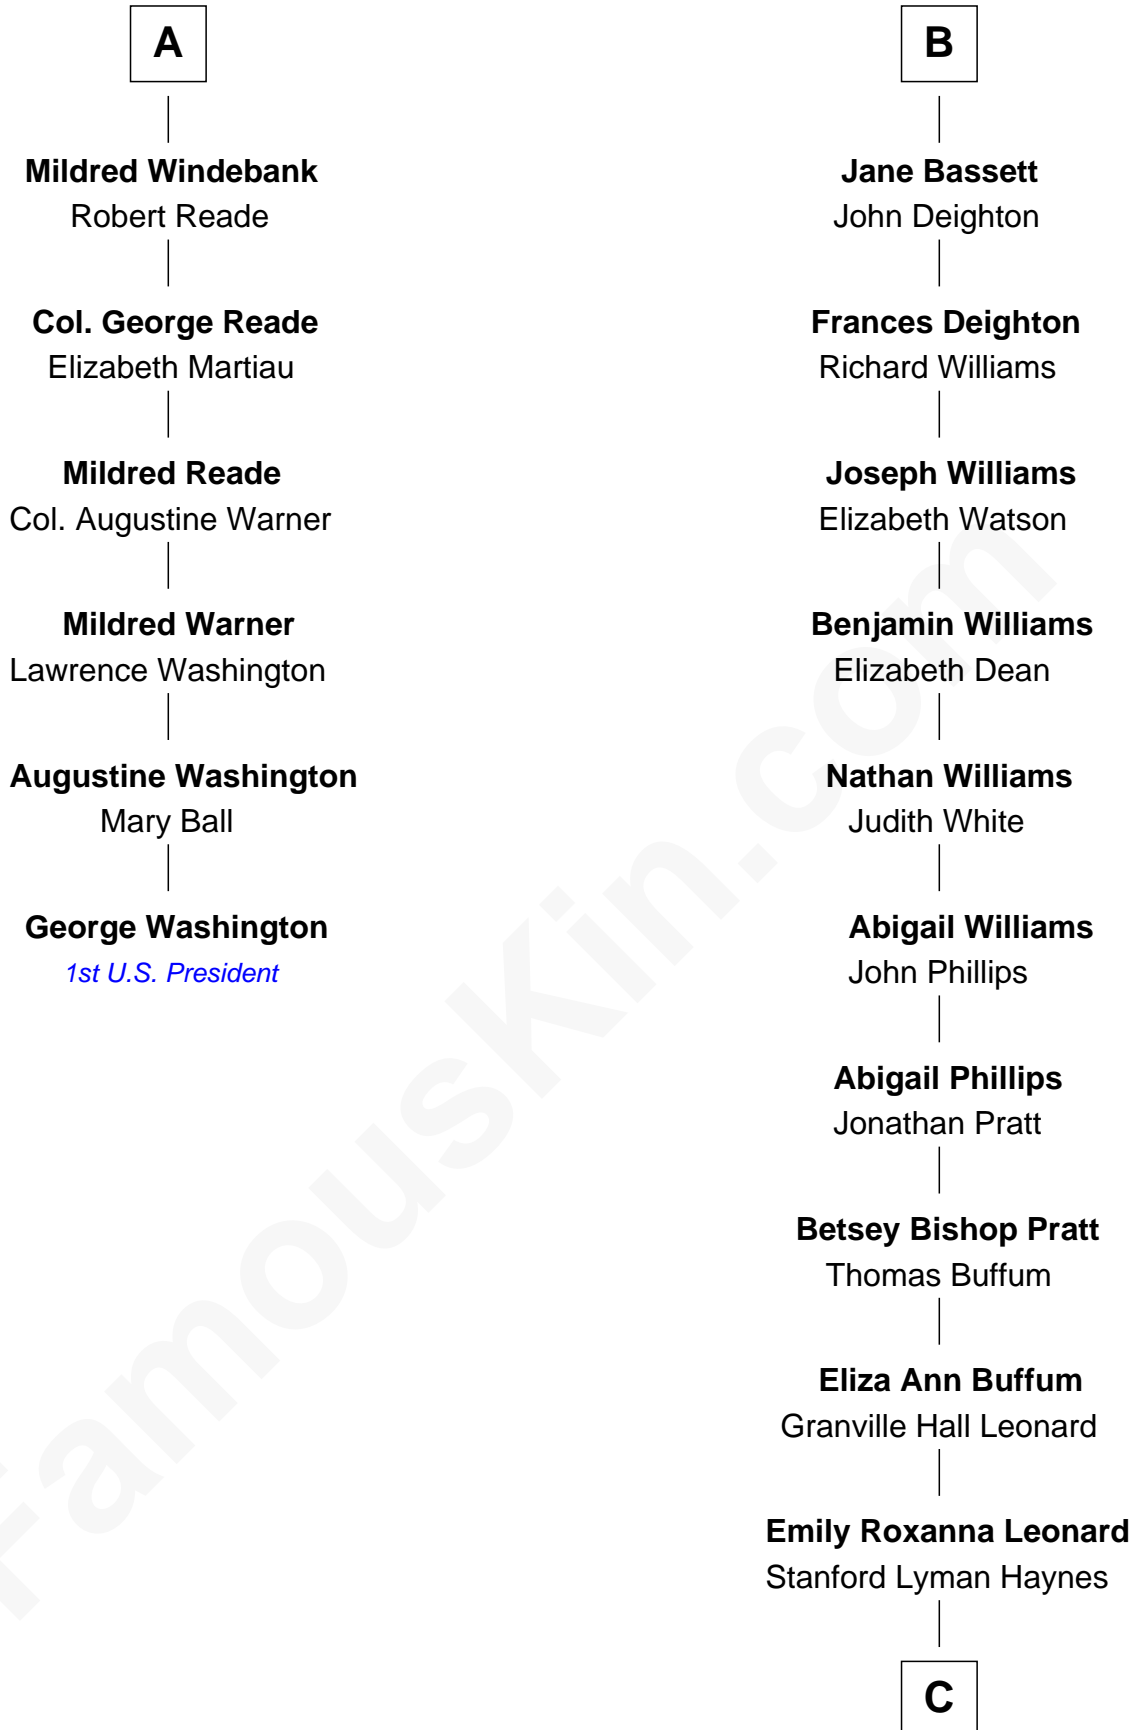 A
Mildred Windebank
Robert Reade
Col. George Reade
Elizabeth Martiau
Mildred Reade
Col. Augustine Warner
Mildred Warner
Lawrence Washington
Augustine Washington
Mary Ball
George Washington
1st U.S. President
B
Jane Bassett
John Deighton
Frances Deighton
Richard Williams
Joseph Williams
Elizabeth Watson
Benjamin Williams
Elizabeth Dean
Nathan Williams
Judith White
Abigail Williams
John Phillips
Abigail Phillips
Jonathan Pratt
Betsey Bishop Pratt
Thomas Buffum
Eliza Ann Buffum
Granville Hall Leonard
Emily Roxanna Leonard
Stanford Lyman Haynes
C
FamousKin.com